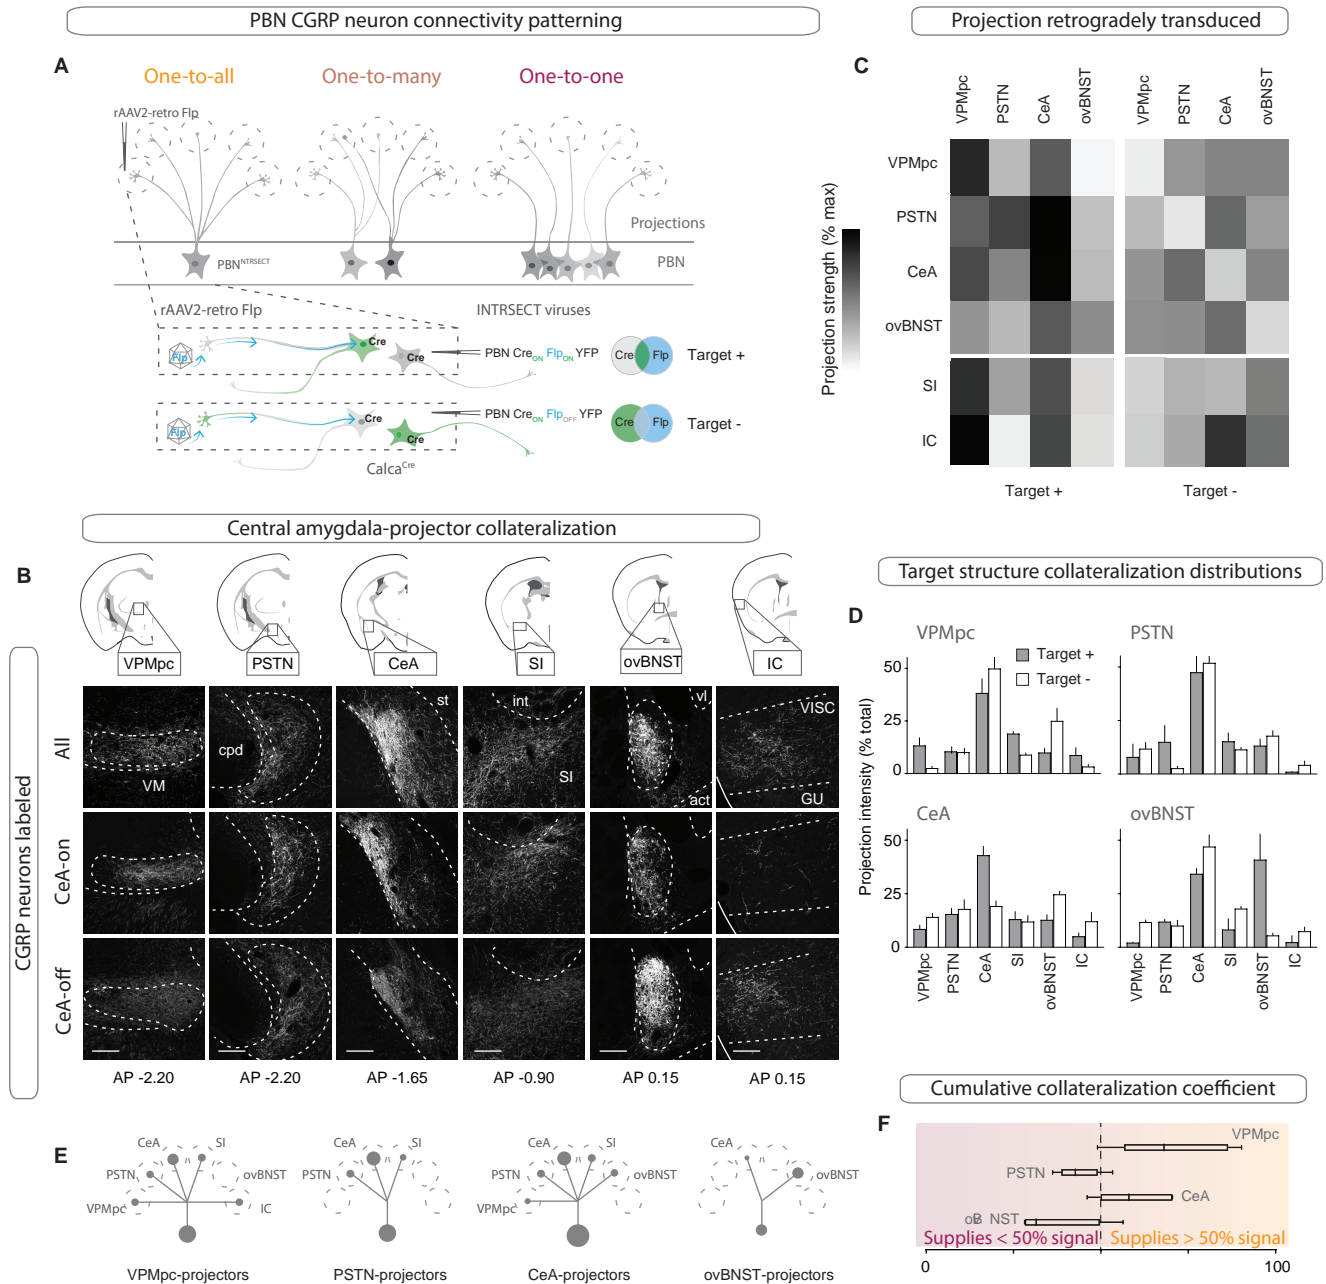 PBN CGRP neuron connectivity patterning
A
One-to-all
One-to-many
One-to-one
rAAV2-retro Flp
Projections
PBN^NTRSECT
PBN
rAAV2-retro Flp
INTRSECT viruses
Flp
Cre
Cre
PBN Cre_ON Flp_ON YFP
Cre
Flp
Target +
Flp
Cre
Cre
PBN Cre_ON Flp_OFF YFP
Cre
Flp
Target -
Calca^Cre
Projection retrogradely transduced
C
VPMpc
PSTN
CeA
ovBNST
VPMpc
PSTN
CeA
ovBNST
Projection strength (% max)
VPMpc
PSTN
CeA
ovBNST
SI
IC
Target +
Target -
Central amygdala-projector collateralization
B
VPMpc
PSTN
CeA
SI
ovBNST
IC
CGRP neurons labeled
All
VM
cpd
st
int
SI
vl
act
VISC
GU
CeA-on
CeA-off
AP -2.20
AP -2.20
AP -1.65
AP -0.90
AP 0.15
AP 0.15
Target structure collateralization distributions
D
VPMpc
PSTN
Target +
Target -
50
25
0
Projection intensity (% total)
CeA
ovBNST
50
25
0
VPMpc
PSTN
CeA
SI
ovBNST
IC
VPMpc
PSTN
CeA
SI
ovBNST
IC
E
CeA
SI
PSTN
ovBNST
VPMpc
IC
VPMpc-projectors
CeA
SI
PSTN
PSTN-projectors
CeA
SI
PSTN
ovBNST
VPMpc
CeA-projectors
CeA
ovBNST
ovBNST-projectors
Cumulative collateralization coefficient
F
VPMpc
PSTN
CeA
ovB NST
Supplies < 50% signal
Supplies > 50% signal
0
100